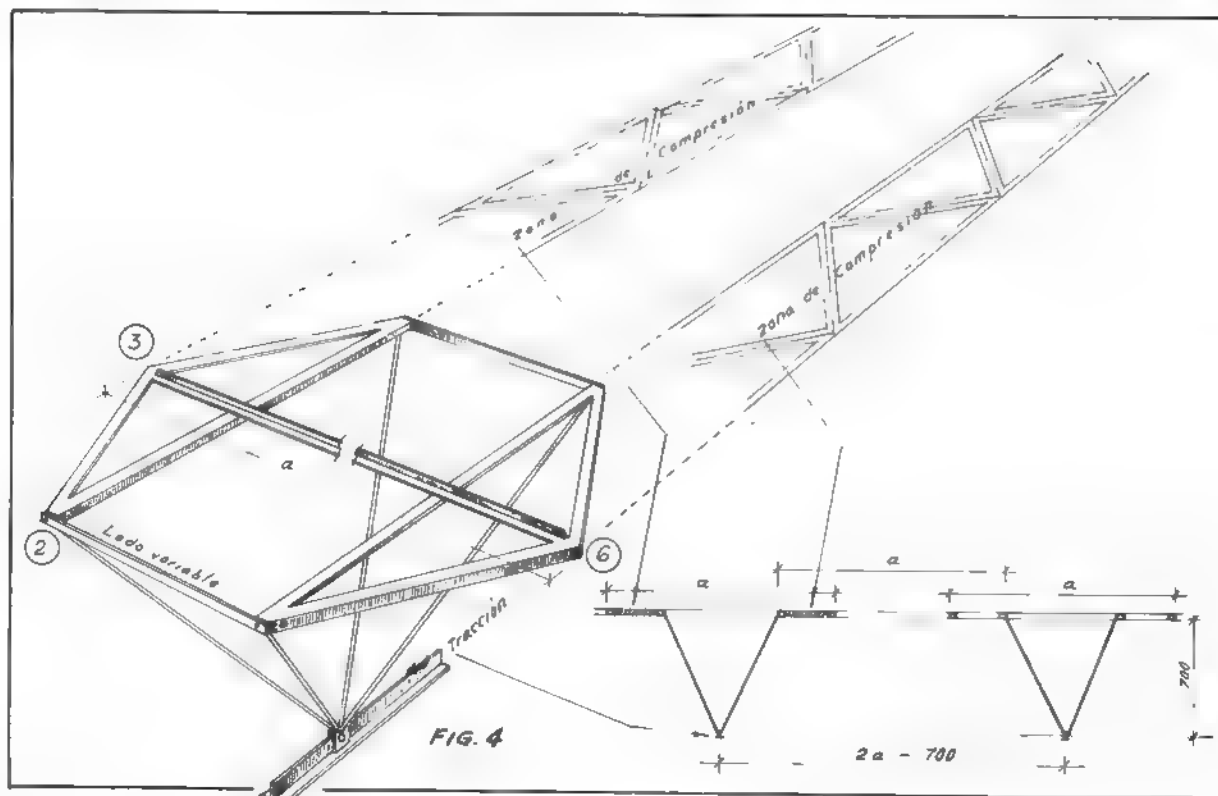 Zona de Compresión
Zona de Compresión
3
a
2
Lado variable
6
Tracción
a
a
a
700
FIG. 4
2a - 700